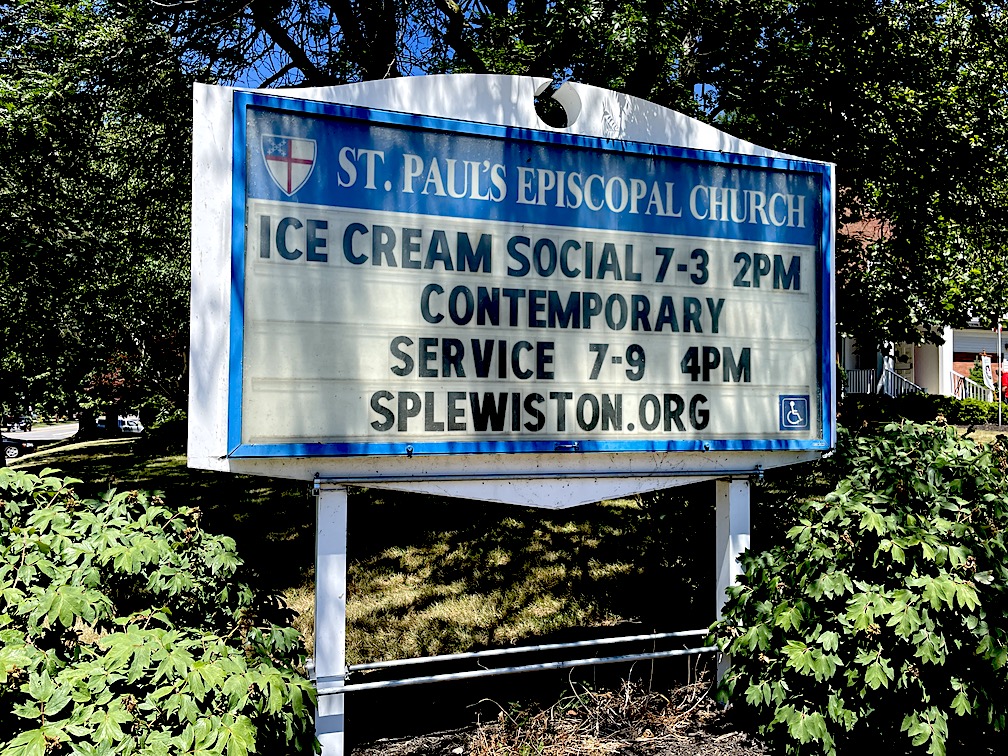 ST. PAUL'S EPISCOPAL CHURCH
ICE CREAM SOCIAL 7-3 2PM
CONTEMPORARY
SERVICE 7-9 4PM
SPLEWISTON.ORG